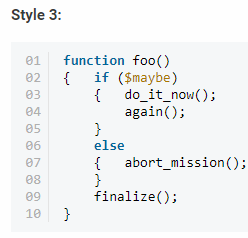 Style 3:
01 function foo()
02 {   if ($maybe)
03     {   do_it_now();
04         again();
05     }
06     else
07     {   abort_mission();
08     }
09     finalize();
10 }